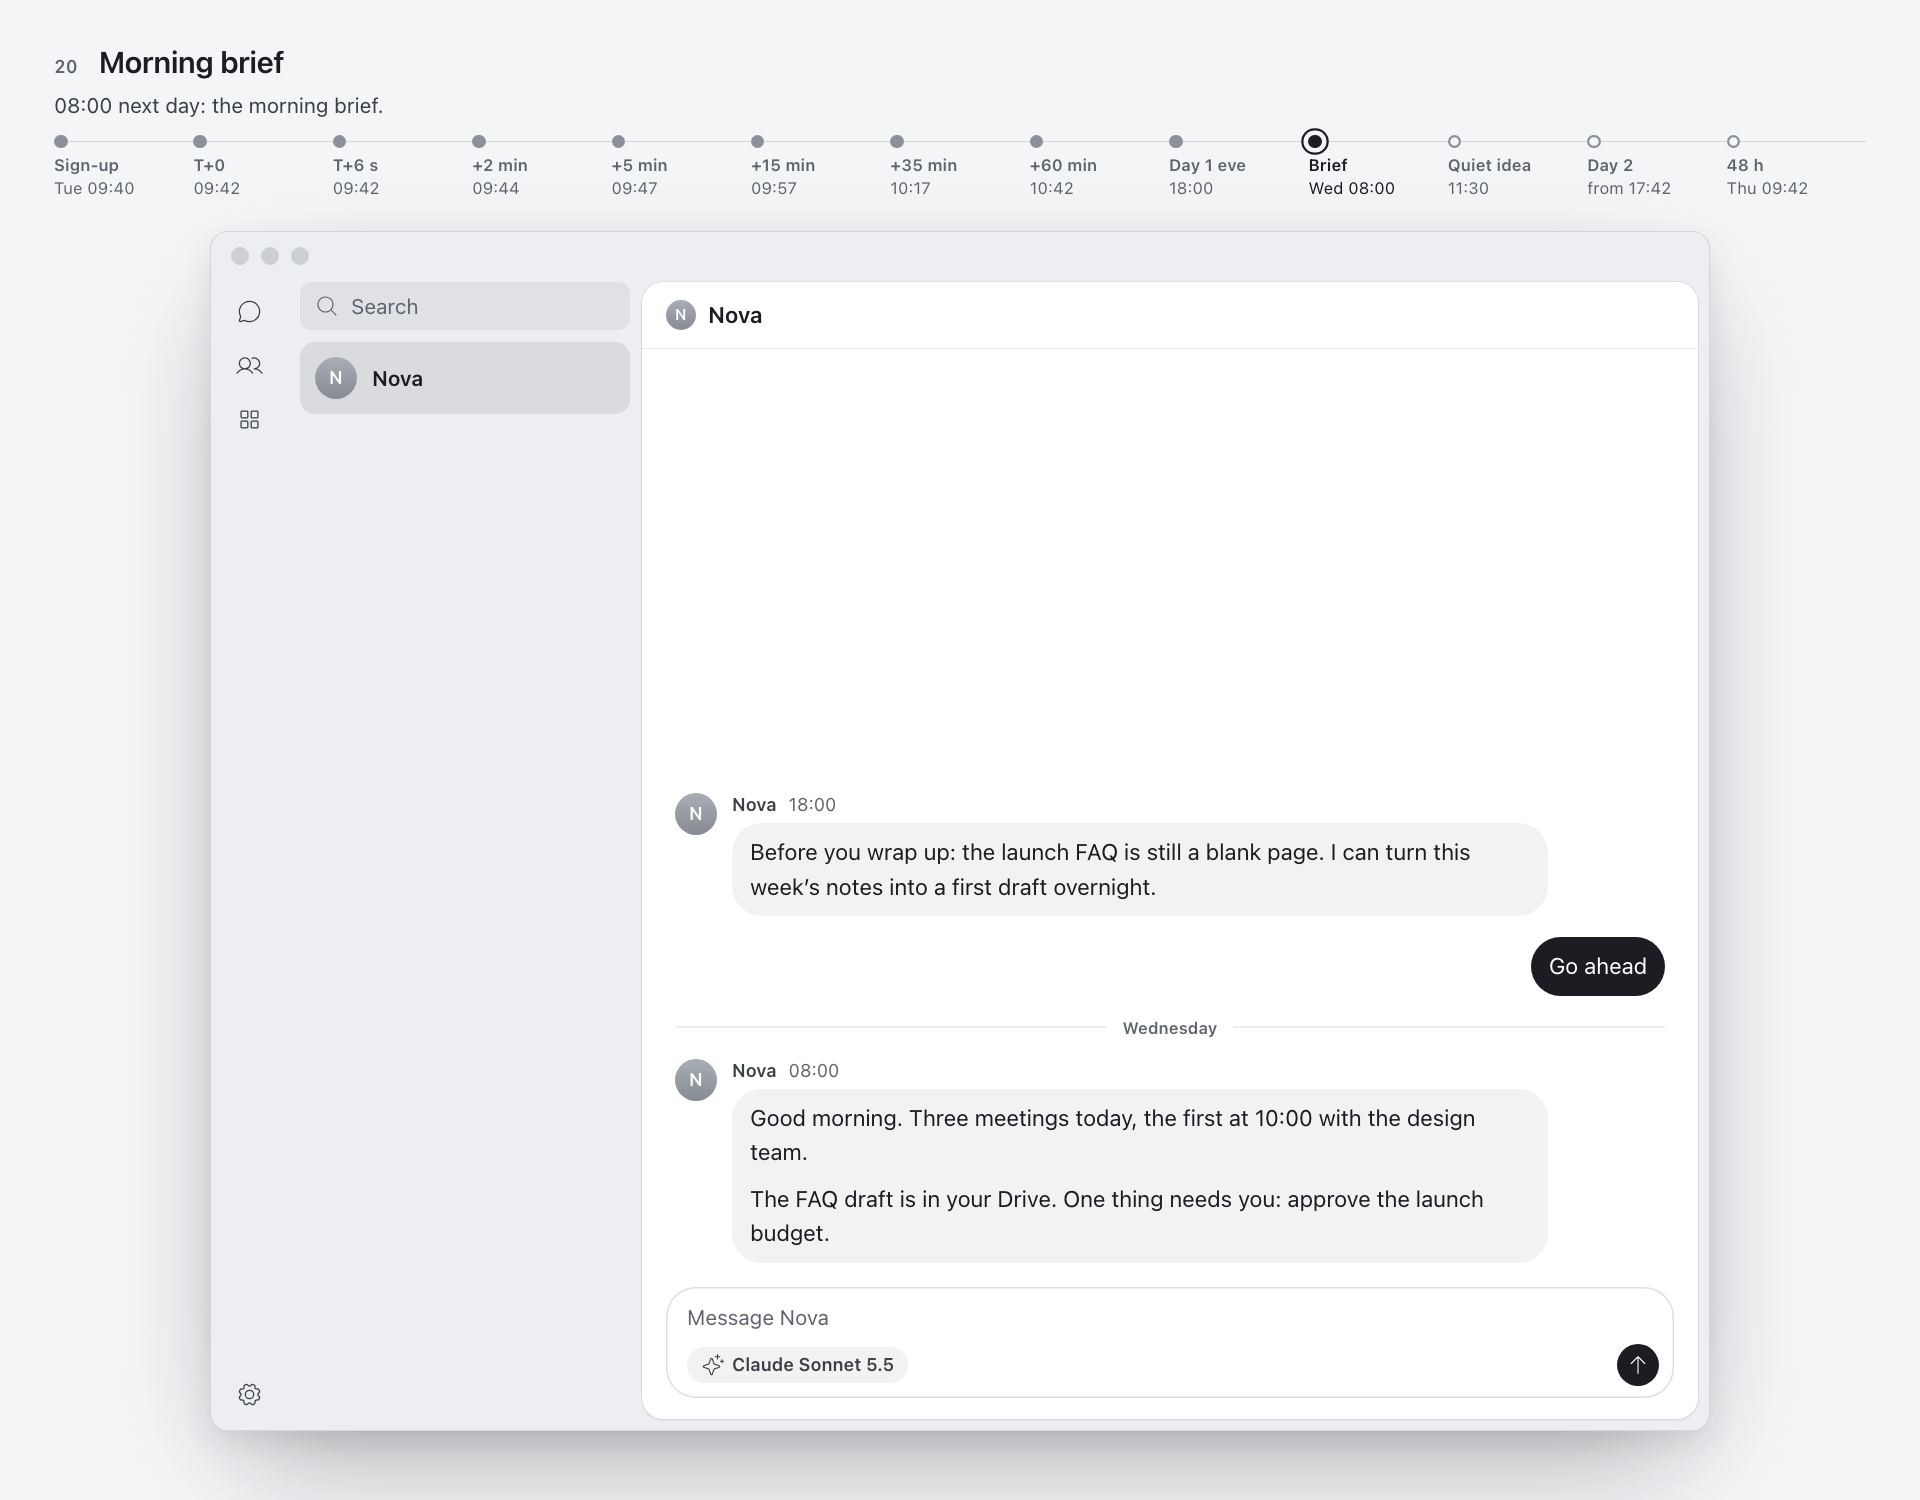 20 Morning brief
08:00 next day: the morning brief.
Sign-up
Tue 09:40
T+0
09:42
T+6 s
09:42
+2 min
09:44
+5 min
09:47
+15 min
09:57
+35 min
10:17
+60 min
10:42
Day 1 eve
18:00
Brief
Wed 08:00
Quiet idea
11:30
Day 2
from 17:42
48 h
Thu 09:42
Search
N Nova
N Nova
N Nova 18:00
Before you wrap up: the launch FAQ is still a blank page. I can turn this
week’s notes into a first draft overnight.
Go ahead
Wednesday
N Nova 08:00
Good morning. Three meetings today, the first at 10:00 with the design
team.
The FAQ draft is in your Drive. One thing needs you: approve the launch
budget.
Message Nova
Claude Sonnet 5.5